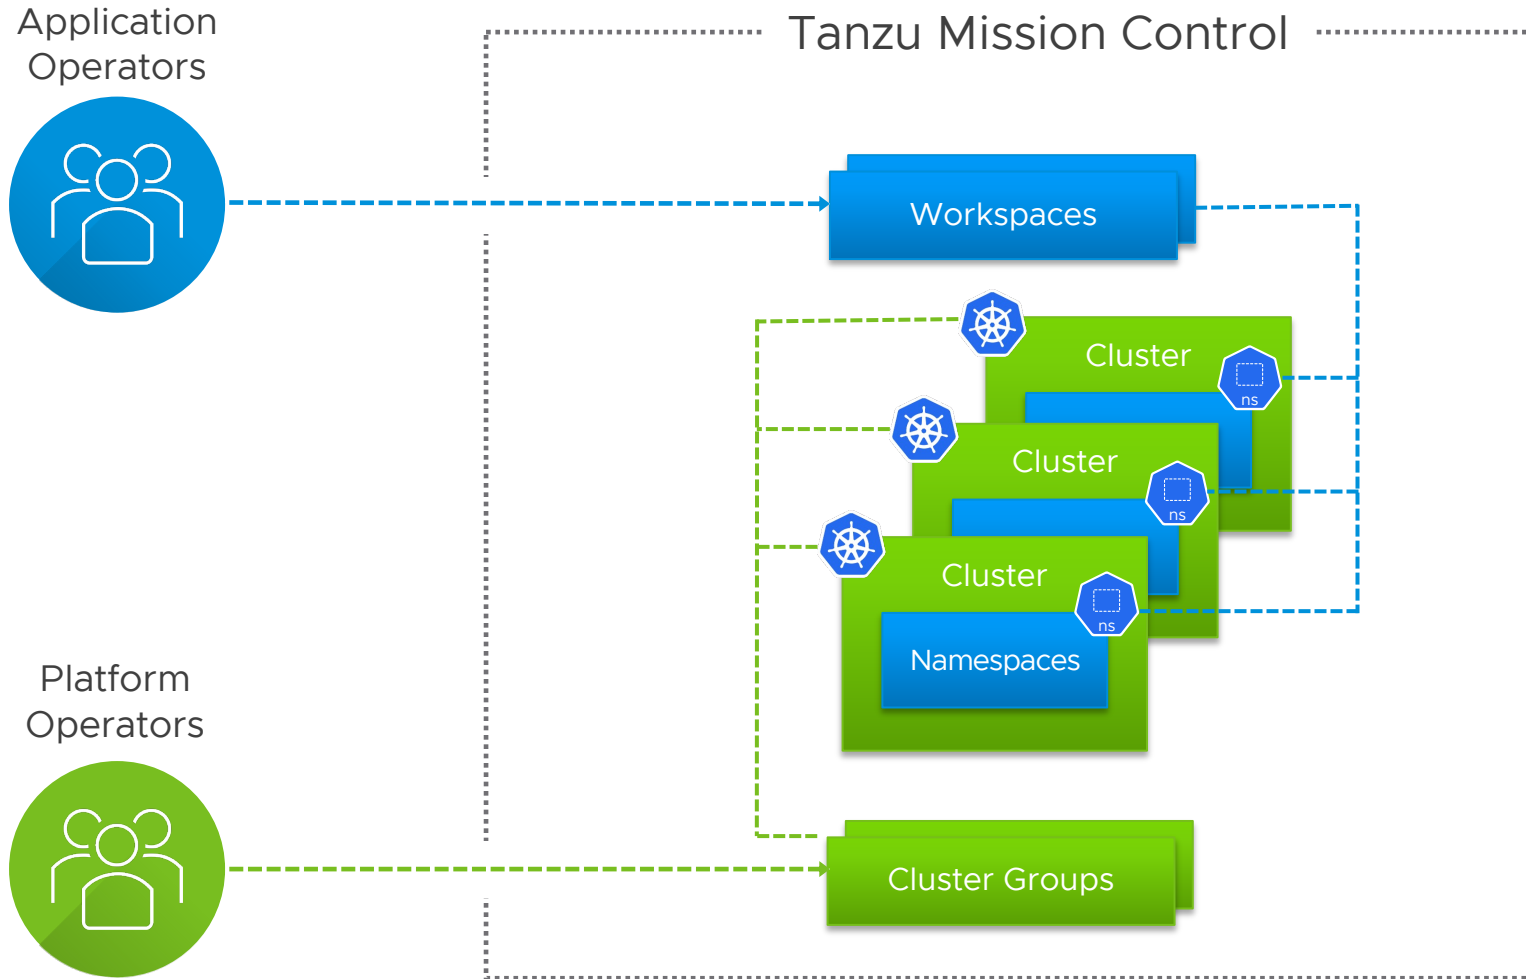 Application
Operators
Tanzu Mission Control
Workspaces
Cluster
ns
Cluster
ns
Cluster
ns
Namespaces
Platform
Operators
Cluster Groups